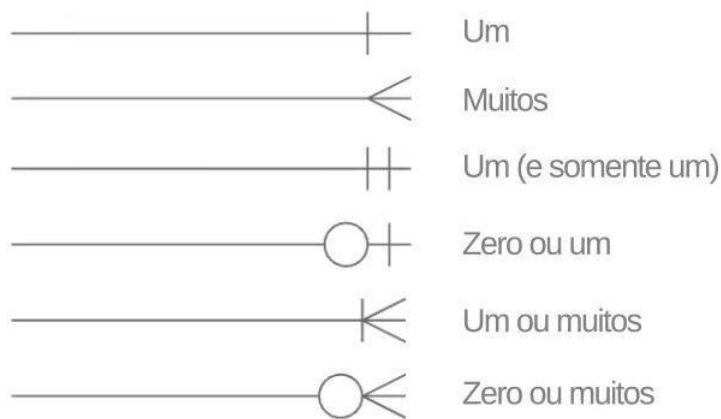 Um
Muitos
Um (e somente um)
Zero ou um
Um ou muitos
Zero ou muitos